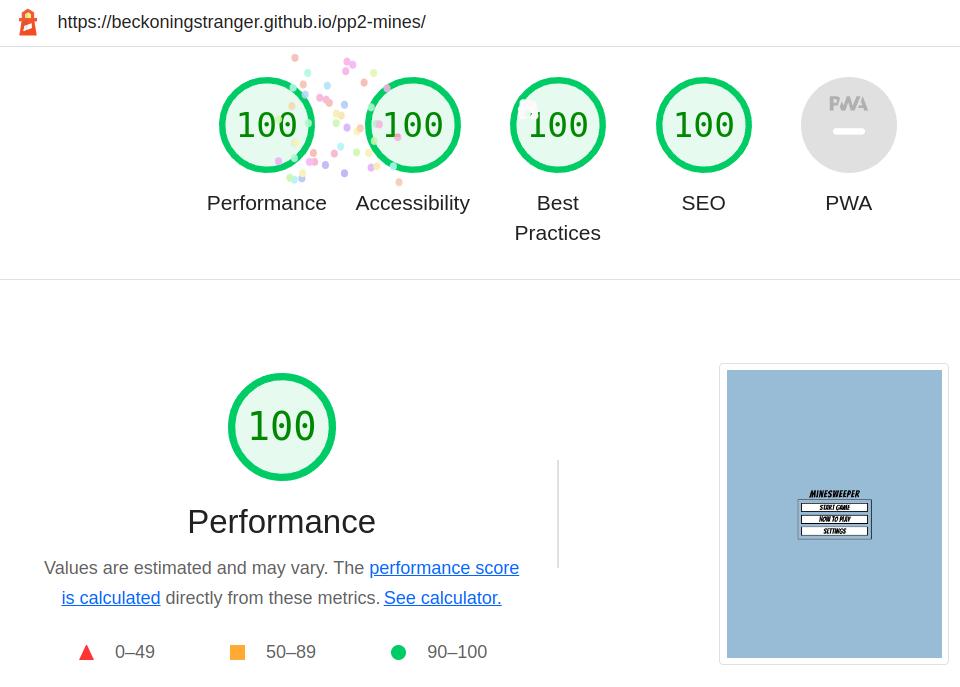 https://beckoningstranger.github.io/pp2-mines/
100
100
100
100
PWA
Performance
Accessibility
Best
Practices
SEO
PWA
100
Performance
Values are estimated and may vary. The performance score
is calculated directly from these metrics. See calculator.
0–49
50–89
90–100
MINESWEEPER
START GAME
HOW TO PLAY
SETTINGS